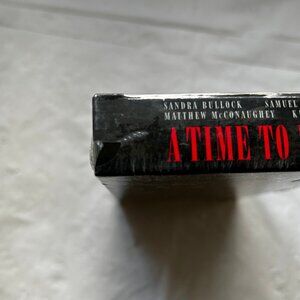 SANDRA BULLOCK SAMUEL
MATTHEW McCONAUGHEY
A TIME TO